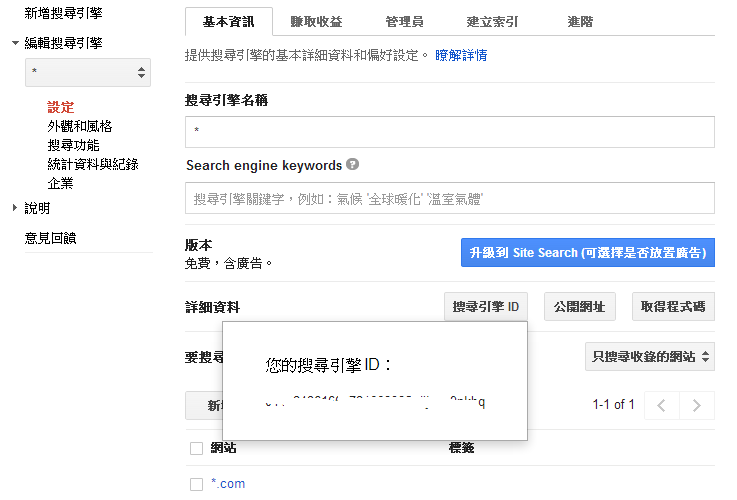 新增搜尋引擎
編輯搜尋引擎
*
設定
外觀和風格
搜尋功能
統計資料與紀錄
企業
說明
意見回饋
基本資訊 賺取收益 管理員 建立索引 進階
提供搜尋引擎的基本詳細資料和偏好設定。 瞭解詳情
搜尋引擎名稱
*
Search engine keywords ?
搜尋引擎關鍵字，例如：氣候 '全球暖化' '溫室氣體'
版本
免費，含廣告。
升級到 Site Search (可選擇是否放置廣告)
詳細資料 搜尋引擎 ID 公開網址 取得程式碼
您的搜尋引擎 ID：
要搜尋 只搜尋收錄的網站
新 1-1 of 1
網站 標籤
*.com